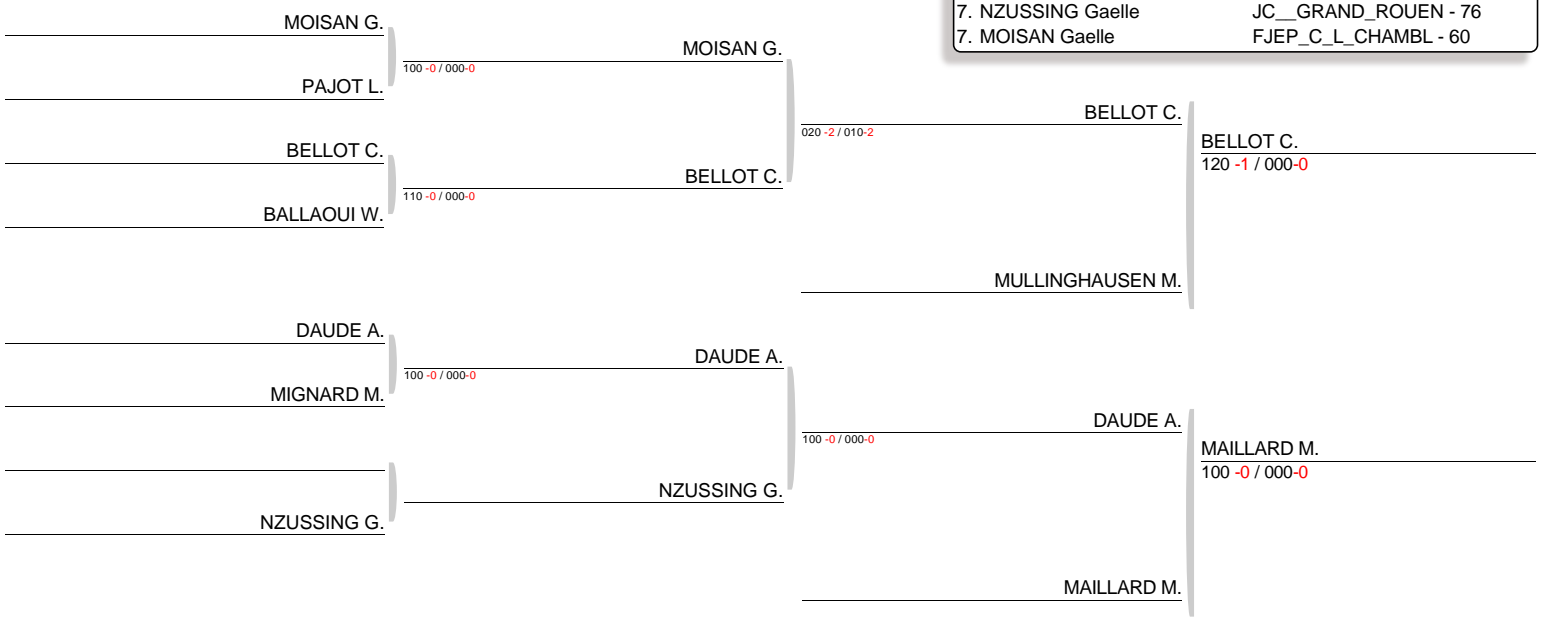 7. NZUSSING Gaelle JC__GRAND_ROUEN - 76
7. MOISAN Gaelle FJEP_C_L_CHAMBL - 60
MOISAN G.
PAJOT L.
BELLOT C.
BALLAOUI W.
DAUDE A.
MIGNARD M.
NZUSSING G.
MOISAN G.
100 -0 / 000-0
BELLOT C.
110 -0 / 000-0
DAUDE A.
100 -0 / 000-0
NZUSSING G.
BELLOT C.
020 -2 / 010-2
MULLINGHAUSEN M.
DAUDE A.
100 -0 / 000-0
MAILLARD M.
BELLOT C.
120 -1 / 000-0
MAILLARD M.
100 -0 / 000-0